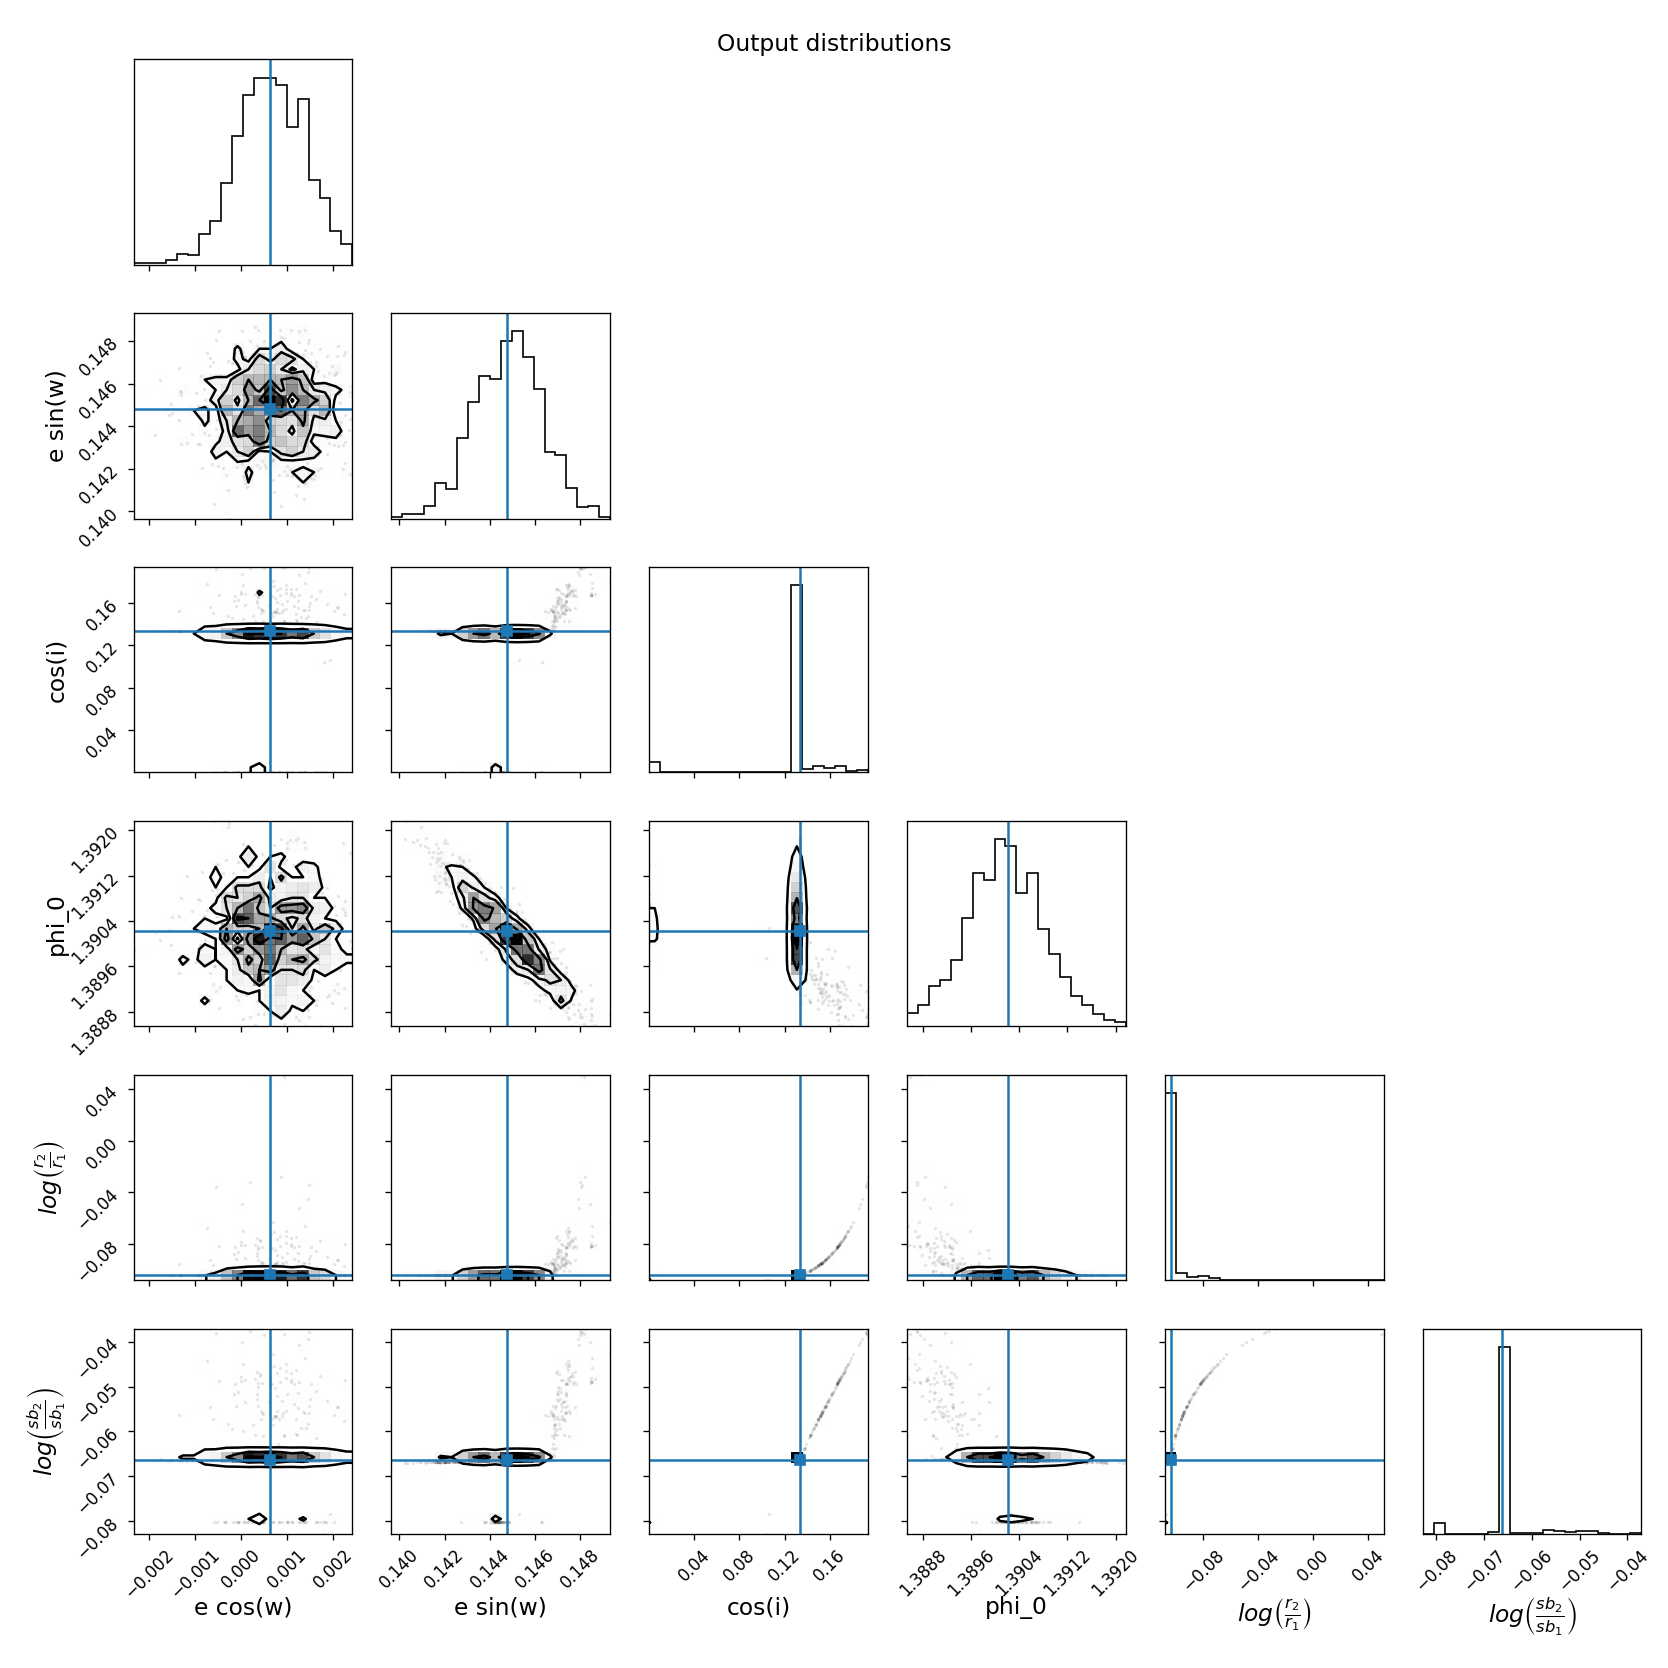 Output distributions
e sin(w)
0.148
0.146
0.144
0.142
0.140
cos(i)
0.16
0.12
0.08
0.04
phi_0
1.3920
1.3912
1.3904
1.3896
1.3888
log(r2/r1)
0.04
0.00
−0.04
−0.08
log(sb2/sb1)
−0.04
−0.05
−0.06
−0.07
−0.08
−0.002 −0.001 0.000 0.001 0.002
0.140 0.142 0.144 0.146 0.148
0.04 0.08 0.12 0.16
1.3888 1.3896 1.3904 1.3912 1.3920
−0.08 −0.04 0.00 0.04
−0.08 −0.07 −0.06 −0.05 −0.04
e cos(w) e sin(w) cos(i) phi_0 log(r2/r1) log(sb2/sb1)